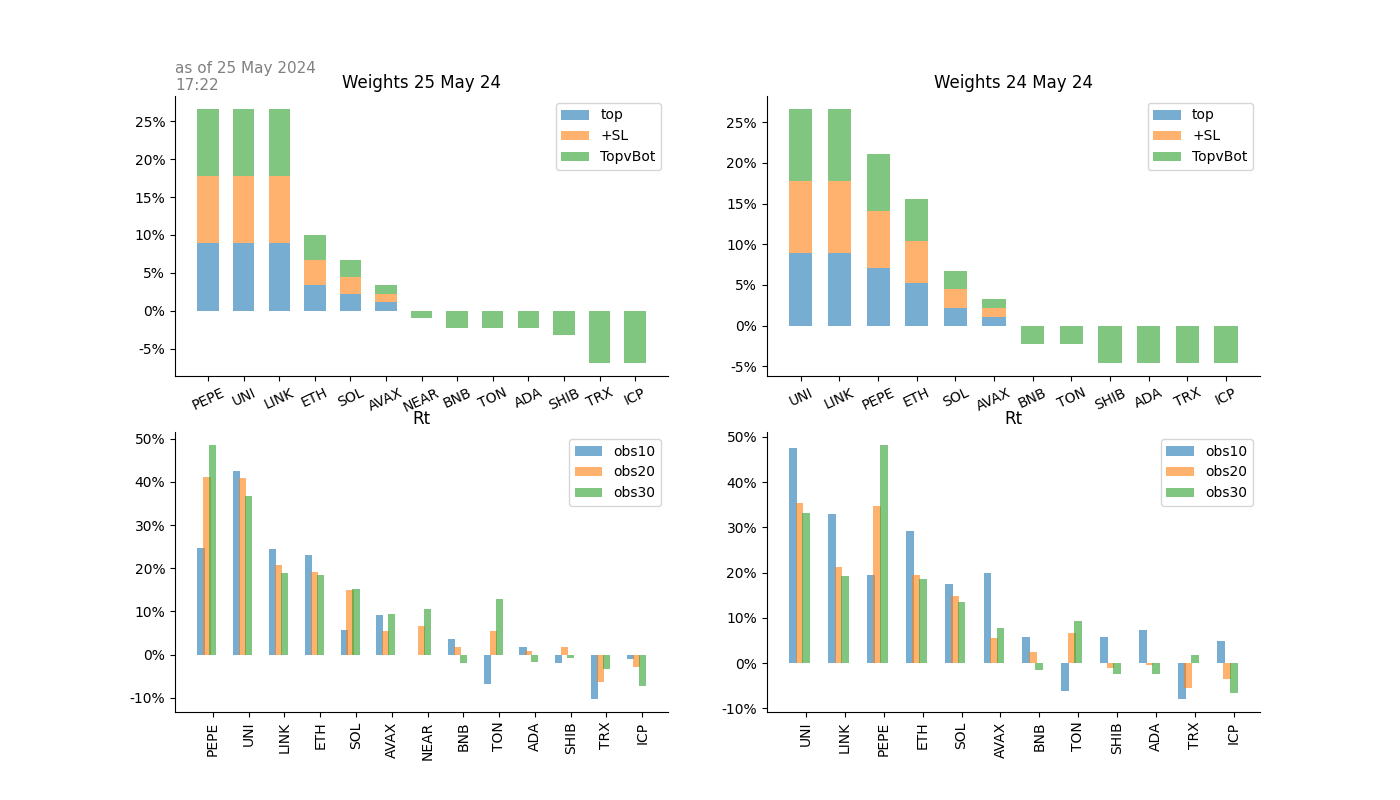 as of 25 May 2024
17:22
Weights 25 May 24
25%
20%
15%
10%
5%
0%
-5%
top
+SL
TopvBot
PEPE UNI LINK ETH SOL AVAX NEAR BNB TON ADA SHIB TRX ICP
Weights 24 May 24
25%
20%
15%
10%
5%
0%
-5%
top
+SL
TopvBot
UNI LINK PEPE ETH SOL AVAX BNB TON SHIB ADA TRX ICP
Rt
50%
40%
30%
20%
10%
0%
-10%
obs10
obs20
obs30
PEPE UNI LINK ETH SOL AVAX NEAR BNB TON ADA SHIB TRX ICP
Rt
50%
40%
30%
20%
10%
0%
-10%
obs10
obs20
obs30
UNI LINK PEPE ETH SOL AVAX BNB TON SHIB ADA TRX ICP